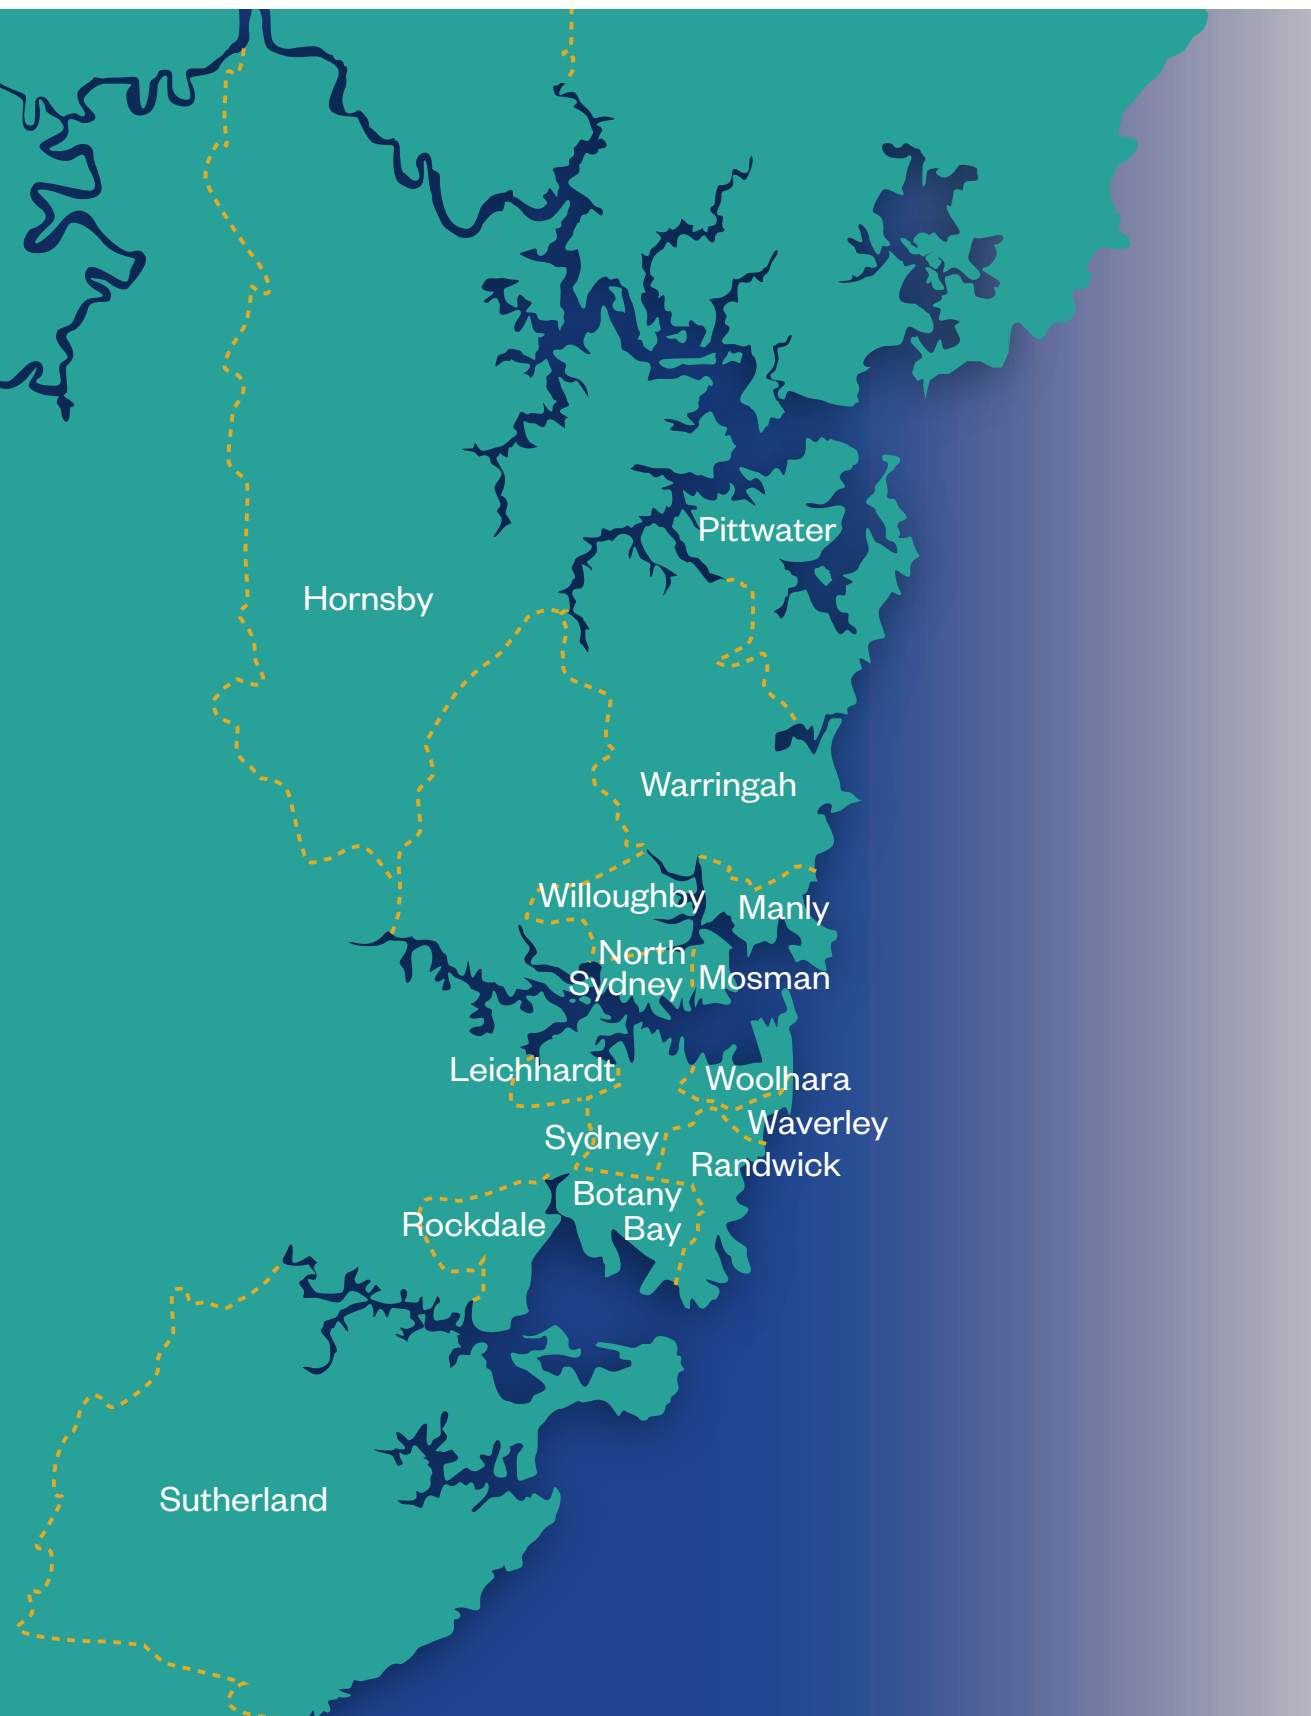 Pittwater
Hornsby
Warringah
Willoughby
Manly
North
Sydney
Mosman
Leichhardt
Woolhara
Waverley
Sydney
Randwick
Botany
Bay
Rockdale
Sutherland